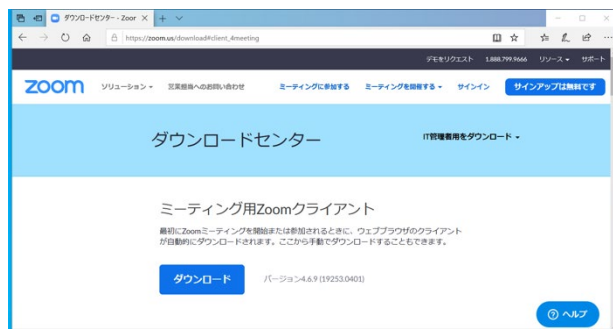 ダウンロードセンター - Zoor
https://zoom.us/download#client_4meeting
デモをリクエスト 1.888.799.9666 リソース サポート
zoom ソリューション 営業担当へのお問い合わせ ミーティングに参加する ミーティングを開催する サインイン サインアップは無料です
ダウンロードセンター
IT管理者用をダウンロード
ミーティング用Zoomクライアント
最初にZoomミーティングを開始または参加されるときに、ウェブブラウザのクライアント
が自動的にダウンロードされます。ここから手動でダウンロードすることもできます。
ダウンロード バージョン4.6.9 (19253.0401)
ヘルプ